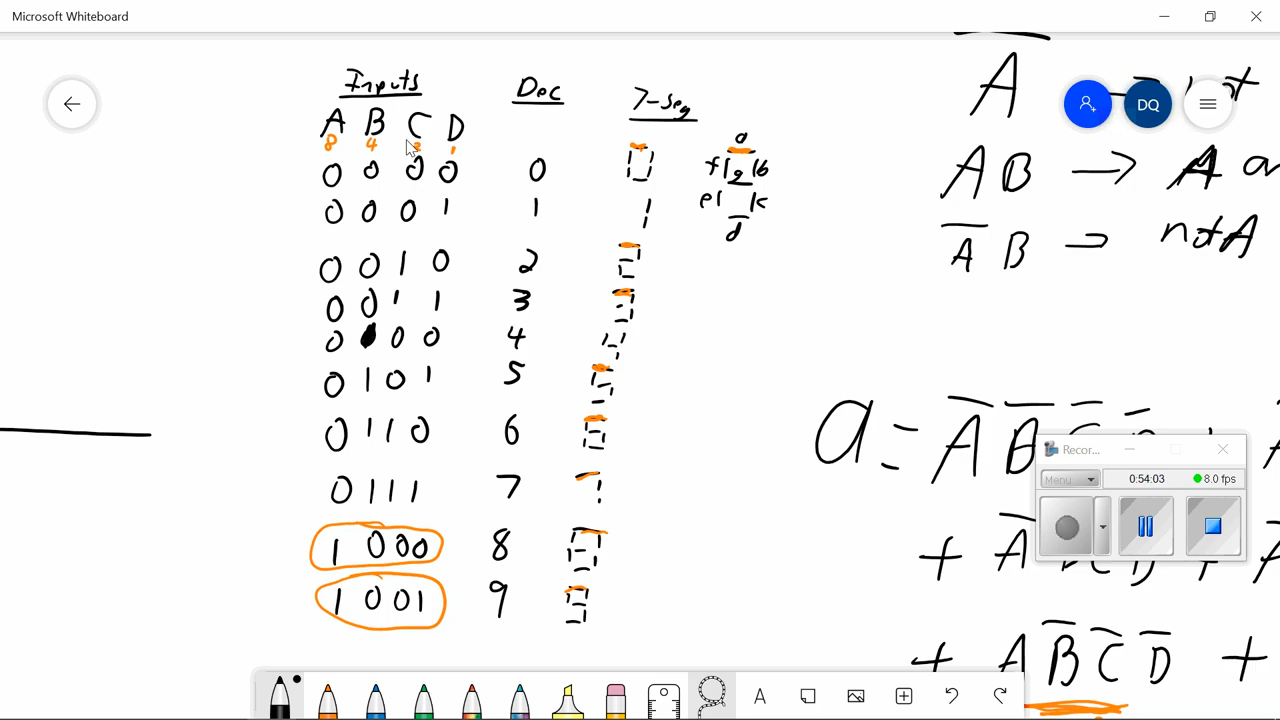 Microsoft Whiteboard
Inputs Dec 7-Seg
A B C D
8 4 2 1
0 0 0 0 0
0 0 0 1 1
0 0 1 0 2
0 0 1 1 3
0 0 0 4
0 1 0 1 5
0 1 1 0 6
0 1 1 1 7
1 0 0 0 8
1 0 0 1 9
a
f g b
e
d
DQ
A
A B → A
A̅ B ⇒ not A
a = A̅ B̅
+
+ A B̅ C̅ D̅ +
Recor...
Menu
0:54:03
8.0 fps
A